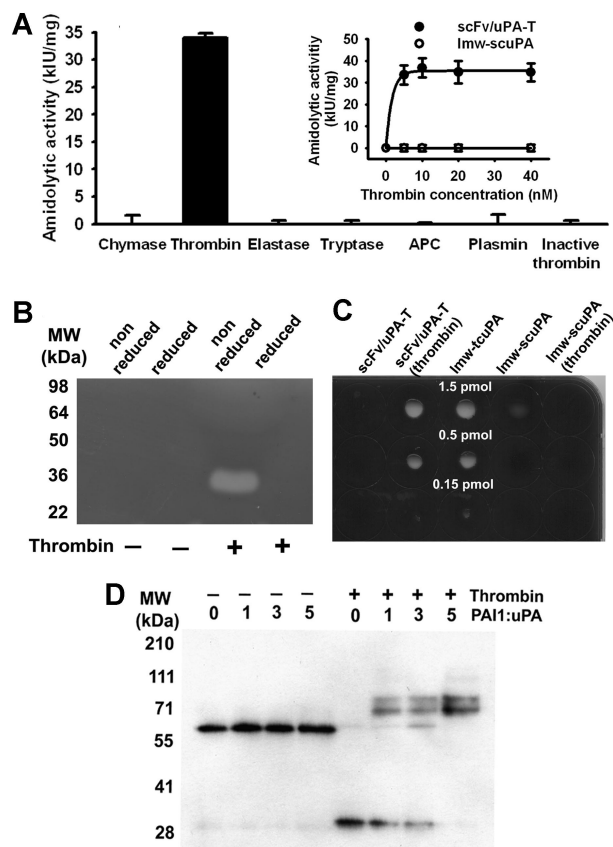 A
Amidolytic activity (kIU/mg)
35
30
25
20
15
10
5
0
Chymase Thrombin Elastase Tryptase APC Plasmin Inactive
thrombin
scFv/uPA-T
lmw-scuPA
Amidolytic activitiy
(kIU/mg)
50
40
30
20
10
0
0 10 20 30 40
Thrombin concentration (nM)
B
MW
(kDa)
non
reduced
reduced
non
reduced
reduced
98
64
50
36
22
Thrombin − − + +
C
scFv/uPA-T
scFv/uPA-T
(thrombin)
lmw-tcuPA
lmw-scuPA
lmw-scuPA
(thrombin)
1.5 pmol
0.5 pmol
0.15 pmol
D
MW
(kDa)
− − − − + + + + Thrombin
0 1 3 5 0 1 3 5 PAI1:uPA
210
111
71
55
41
28